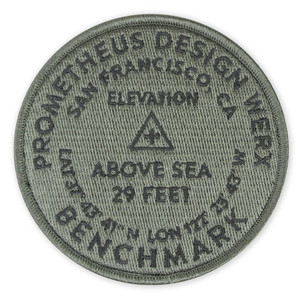 PROMETHEUS DESIGN WERX
SAN FRANCISCO, CA
ELEVATION
ABOVE SEA
29 FEET
LAT 37° 43' 41" N LON 122° 23' 43" W
BENCHMARK